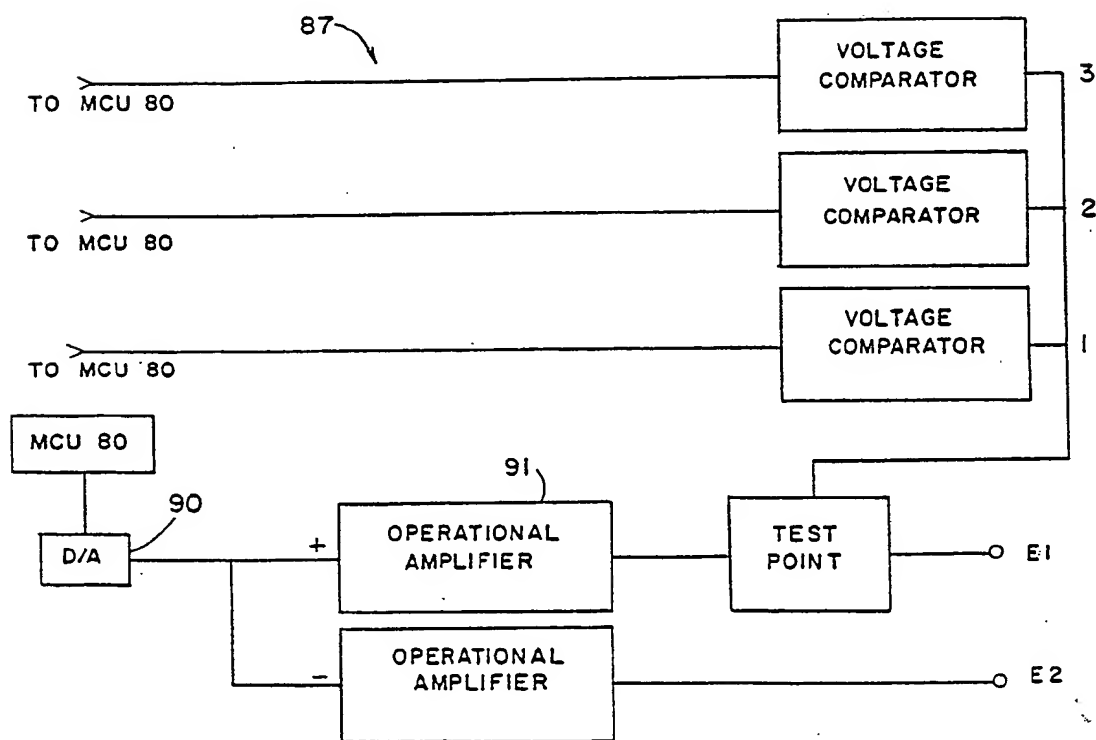 87
VOLTAGE
COMPARATOR
3
TO MCU 80
VOLTAGE
COMPARATOR
2
TO MCU 80
VOLTAGE
COMPARATOR
1
TO MCU 80
MCU 80
90
D/A
91
+
OPERATIONAL
AMPLIFIER
TEST
POINT
E1
-
OPERATIONAL
AMPLIFIER
E2